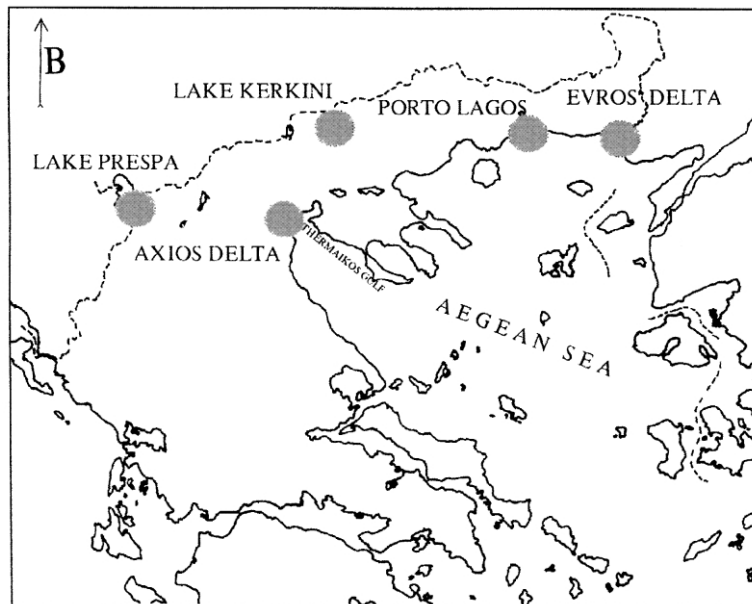 B
LAKE KERKINI
PORTO LAGOS
EVROS DELTA
LAKE PRESPA
AXIOS DELTA
THERMAIKOS GOLF
AEGEAN SEA